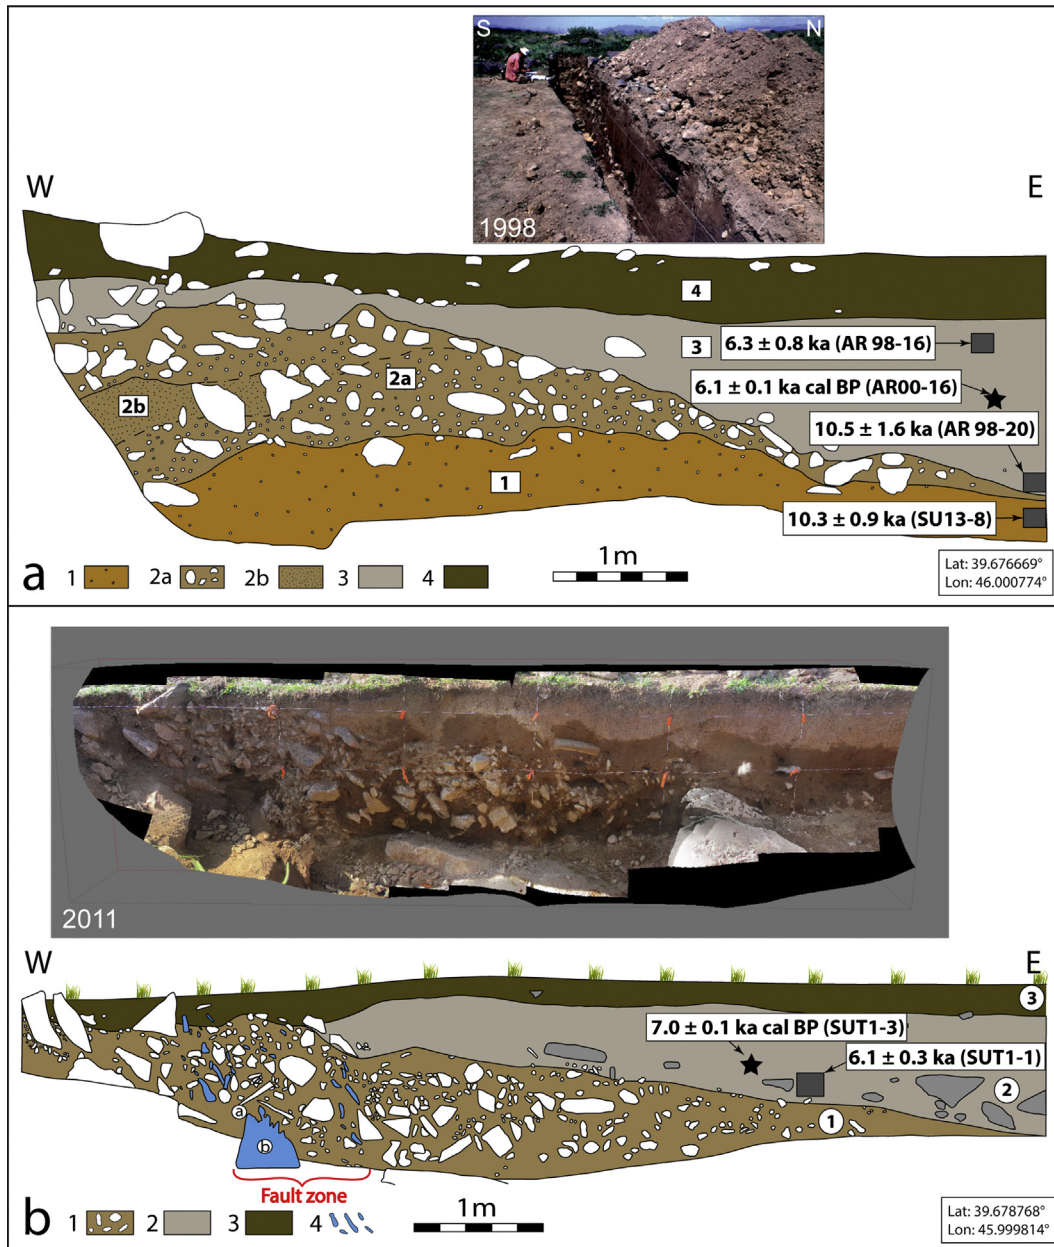 S
N
1998
W
E
4
3
6.3 ± 0.8 ka (AR 98-16)
2a
6.1 ± 0.1 ka cal BP (AR00-16)
2b
10.5 ± 1.6 ka (AR 98-20)
1
10.3 ± 0.9 ka (SU13-8)
1m
a
1
2a
2b
3
4
Lat: 39.676669°
Lon: 46.000774°
2011
W
E
3
7.0 ± 0.1 ka cal BP (SUT1-3)
6.1 ± 0.3 ka (SUT1-1)
2
a
1
b
Fault zone
b
1
2
3
4
1m
Lat: 39.678768°
Lon: 45.999814°